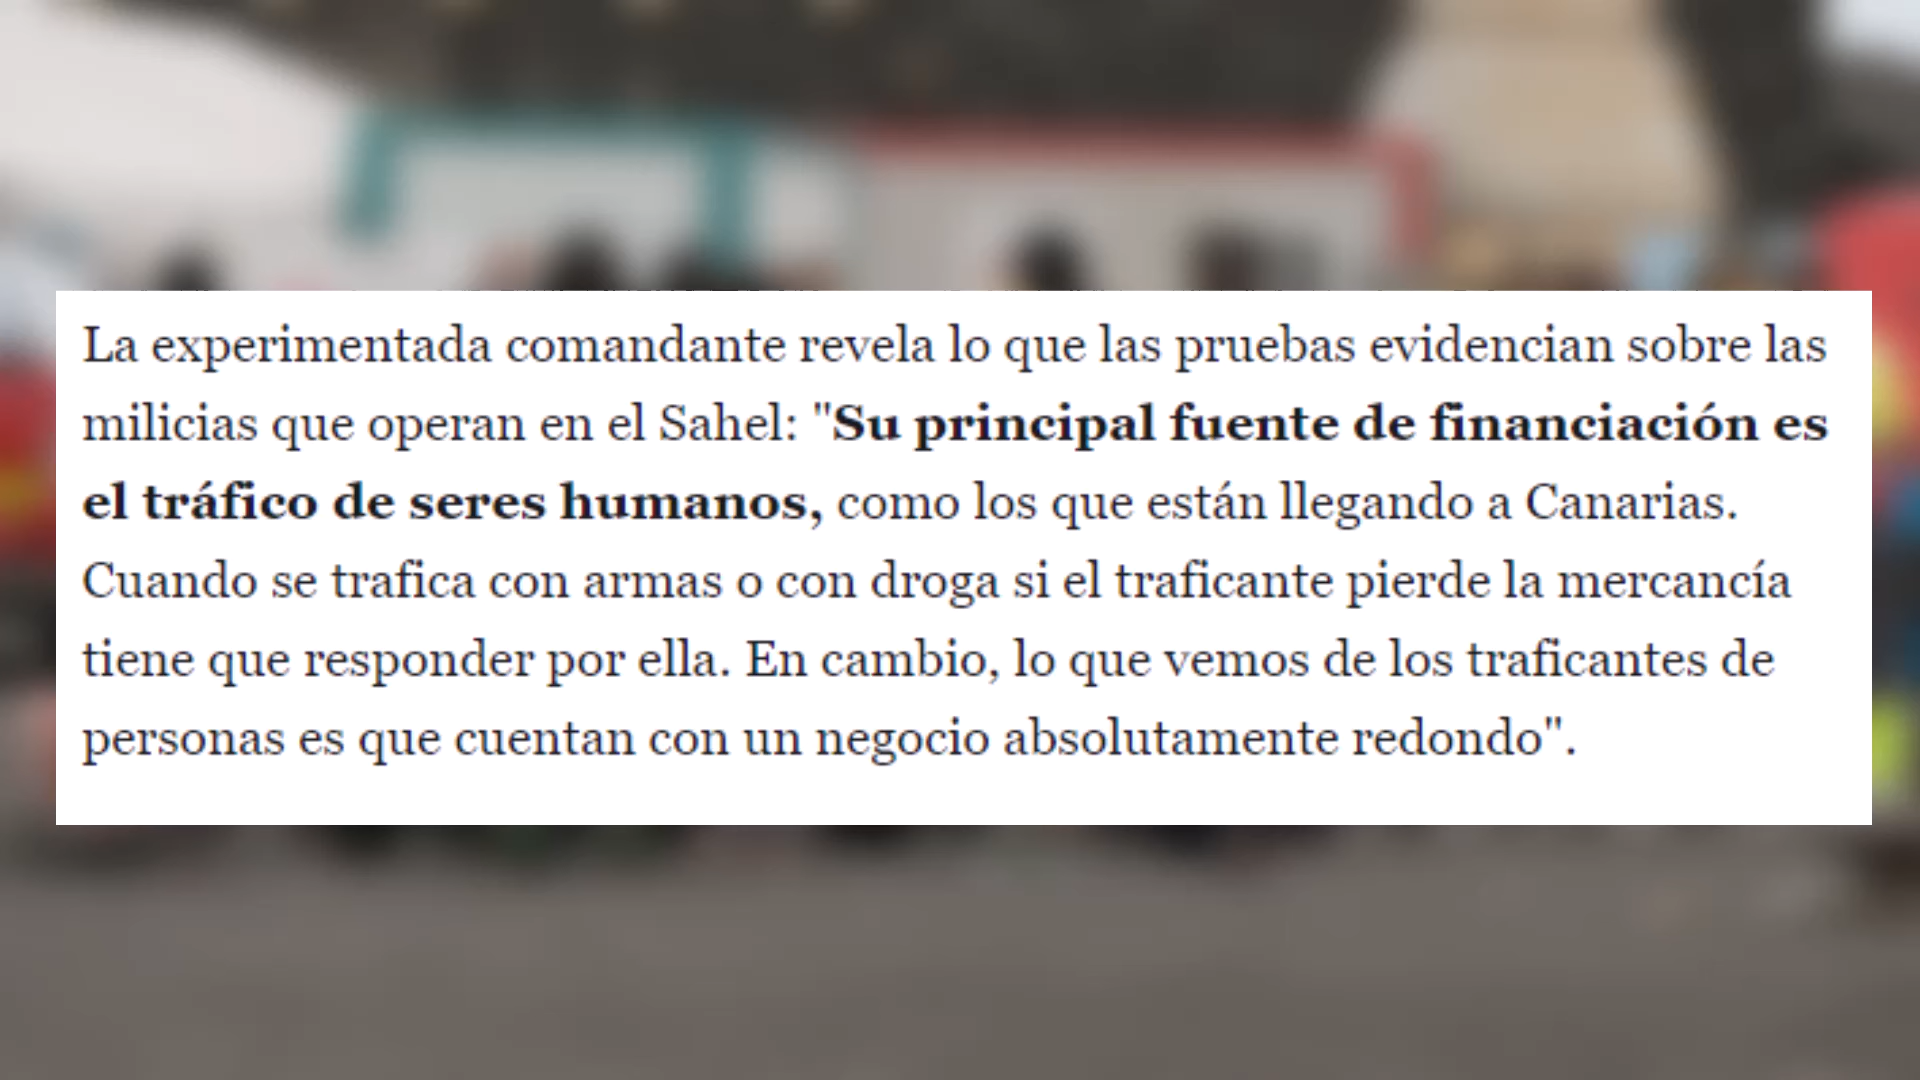 La experimentada comandante revela lo que las pruebas evidencian sobre las
milicias que operan en el Sahel: "Su principal fuente de financiación es
el tráfico de seres humanos, como los que están llegando a Canarias.
Cuando se trafica con armas o con droga si el traficante pierde la mercancía
tiene que responder por ella. En cambio, lo que vemos de los traficantes de
personas es que cuentan con un negocio absolutamente redondo".